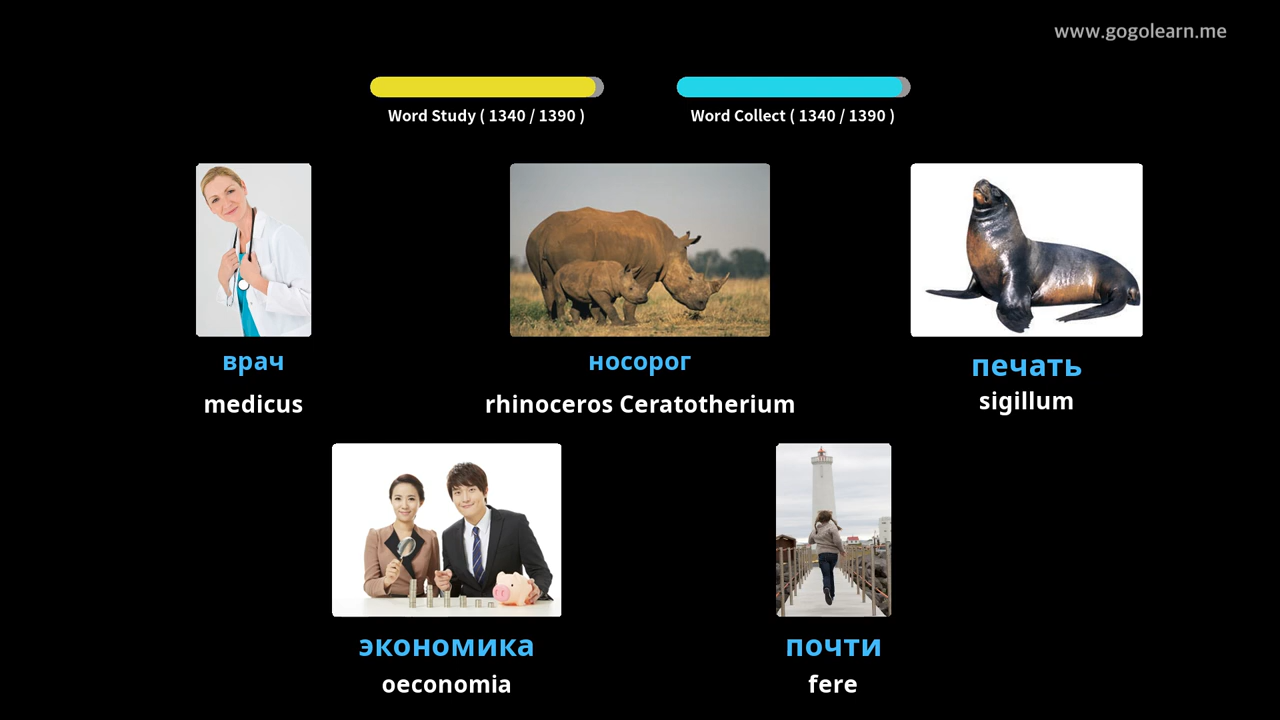 www.gogolearn.me
Word Study ( 1340 / 1390 )
Word Collect ( 1340 / 1390 )
врач
носорог
печать
medicus
rhinoceros Ceratotherium
sigillum
экономика
почти
oeconomia
fere